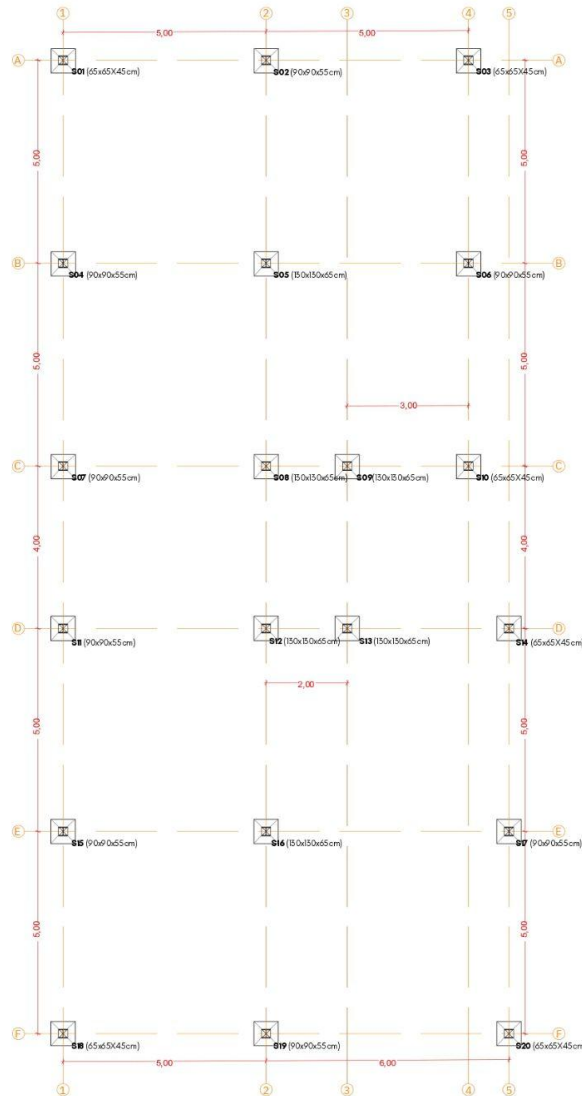 1 2 3 4 5
5,00 5,00
A A
S01 (65x65X45cm) S02 (90x90x55cm) S03 (65x65X45cm)
5,00 5,00
B B
S04 (90x90x55cm) S05 (130x130x65cm) S06 (90x90x55cm)
5,00 5,00
3,00
C C
S07 (90x90x55cm) S08 (130x130x65cm) S09 (130x130x65cm) S10 (65x65X45cm)
4,00 4,00
D D
S11 (90x90x55cm) S12 (130x130x65cm) S13 (130x130x65cm) S14 (65x65X45cm)
2,00
5,00 5,00
E E
S15 (90x90x55cm) S16 (130x130x65cm) S17 (90x90x55cm)
5,00 5,00
F F
S18 (65x65X45cm) S19 (90x90x55cm) S20 (65x65X45cm)
5,00 6,00
1 2 3 4 5